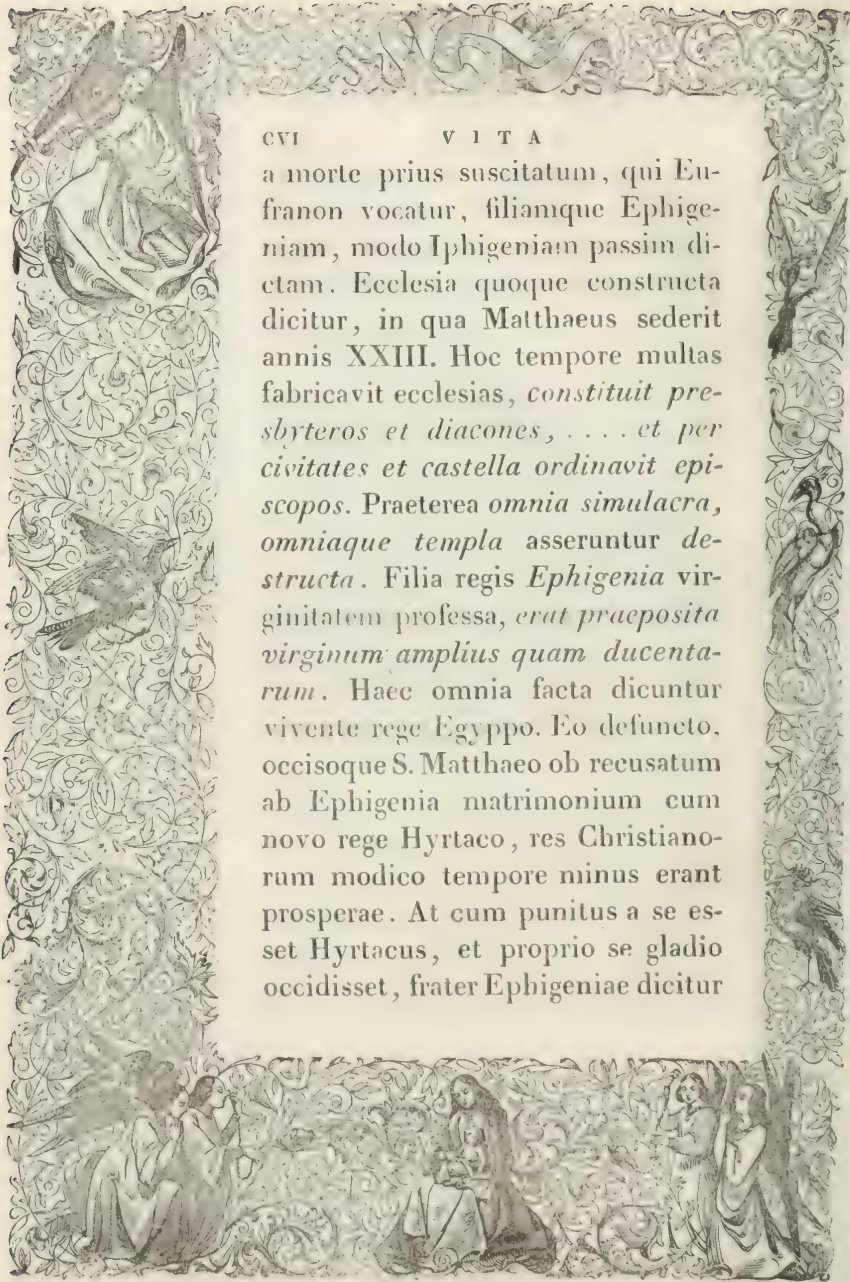 CVI VITA
a morte prius suscitatum, qui Eu-
franon vocatur, filiamque Ephige-
niam, modo Iphigeniam passim di-
ctam. Ecclesia quoque constructa
dicitur, in qua Matthaeus sederit
annis XXIII. Hoc tempore multas
fabricavit ecclesias, constituit pre-
sbyteros et diacones, .... et per
civitates et castella ordinavit epi-
scopos. Praeterea omnia simulacra,
omniaque templa asseruntur de-
structa. Filia regis Ephigenia vir-
ginitatem professa, erat praeposita
virginum amplius quam ducenta-
rum. Haec omnia facta dicuntur
vivente rege Egyppo. Eo defuncto,
occisoque S. Matthaeo ob recusatum
ab Ephigenia matrimonium cum
novo rege Hyrtaco, res Christiano-
rum modico tempore minus erant
prosperae. At cum punitus a se es-
set Hyrtacus, et proprio se gladio
occidisset, frater Ephigeniae dicitur